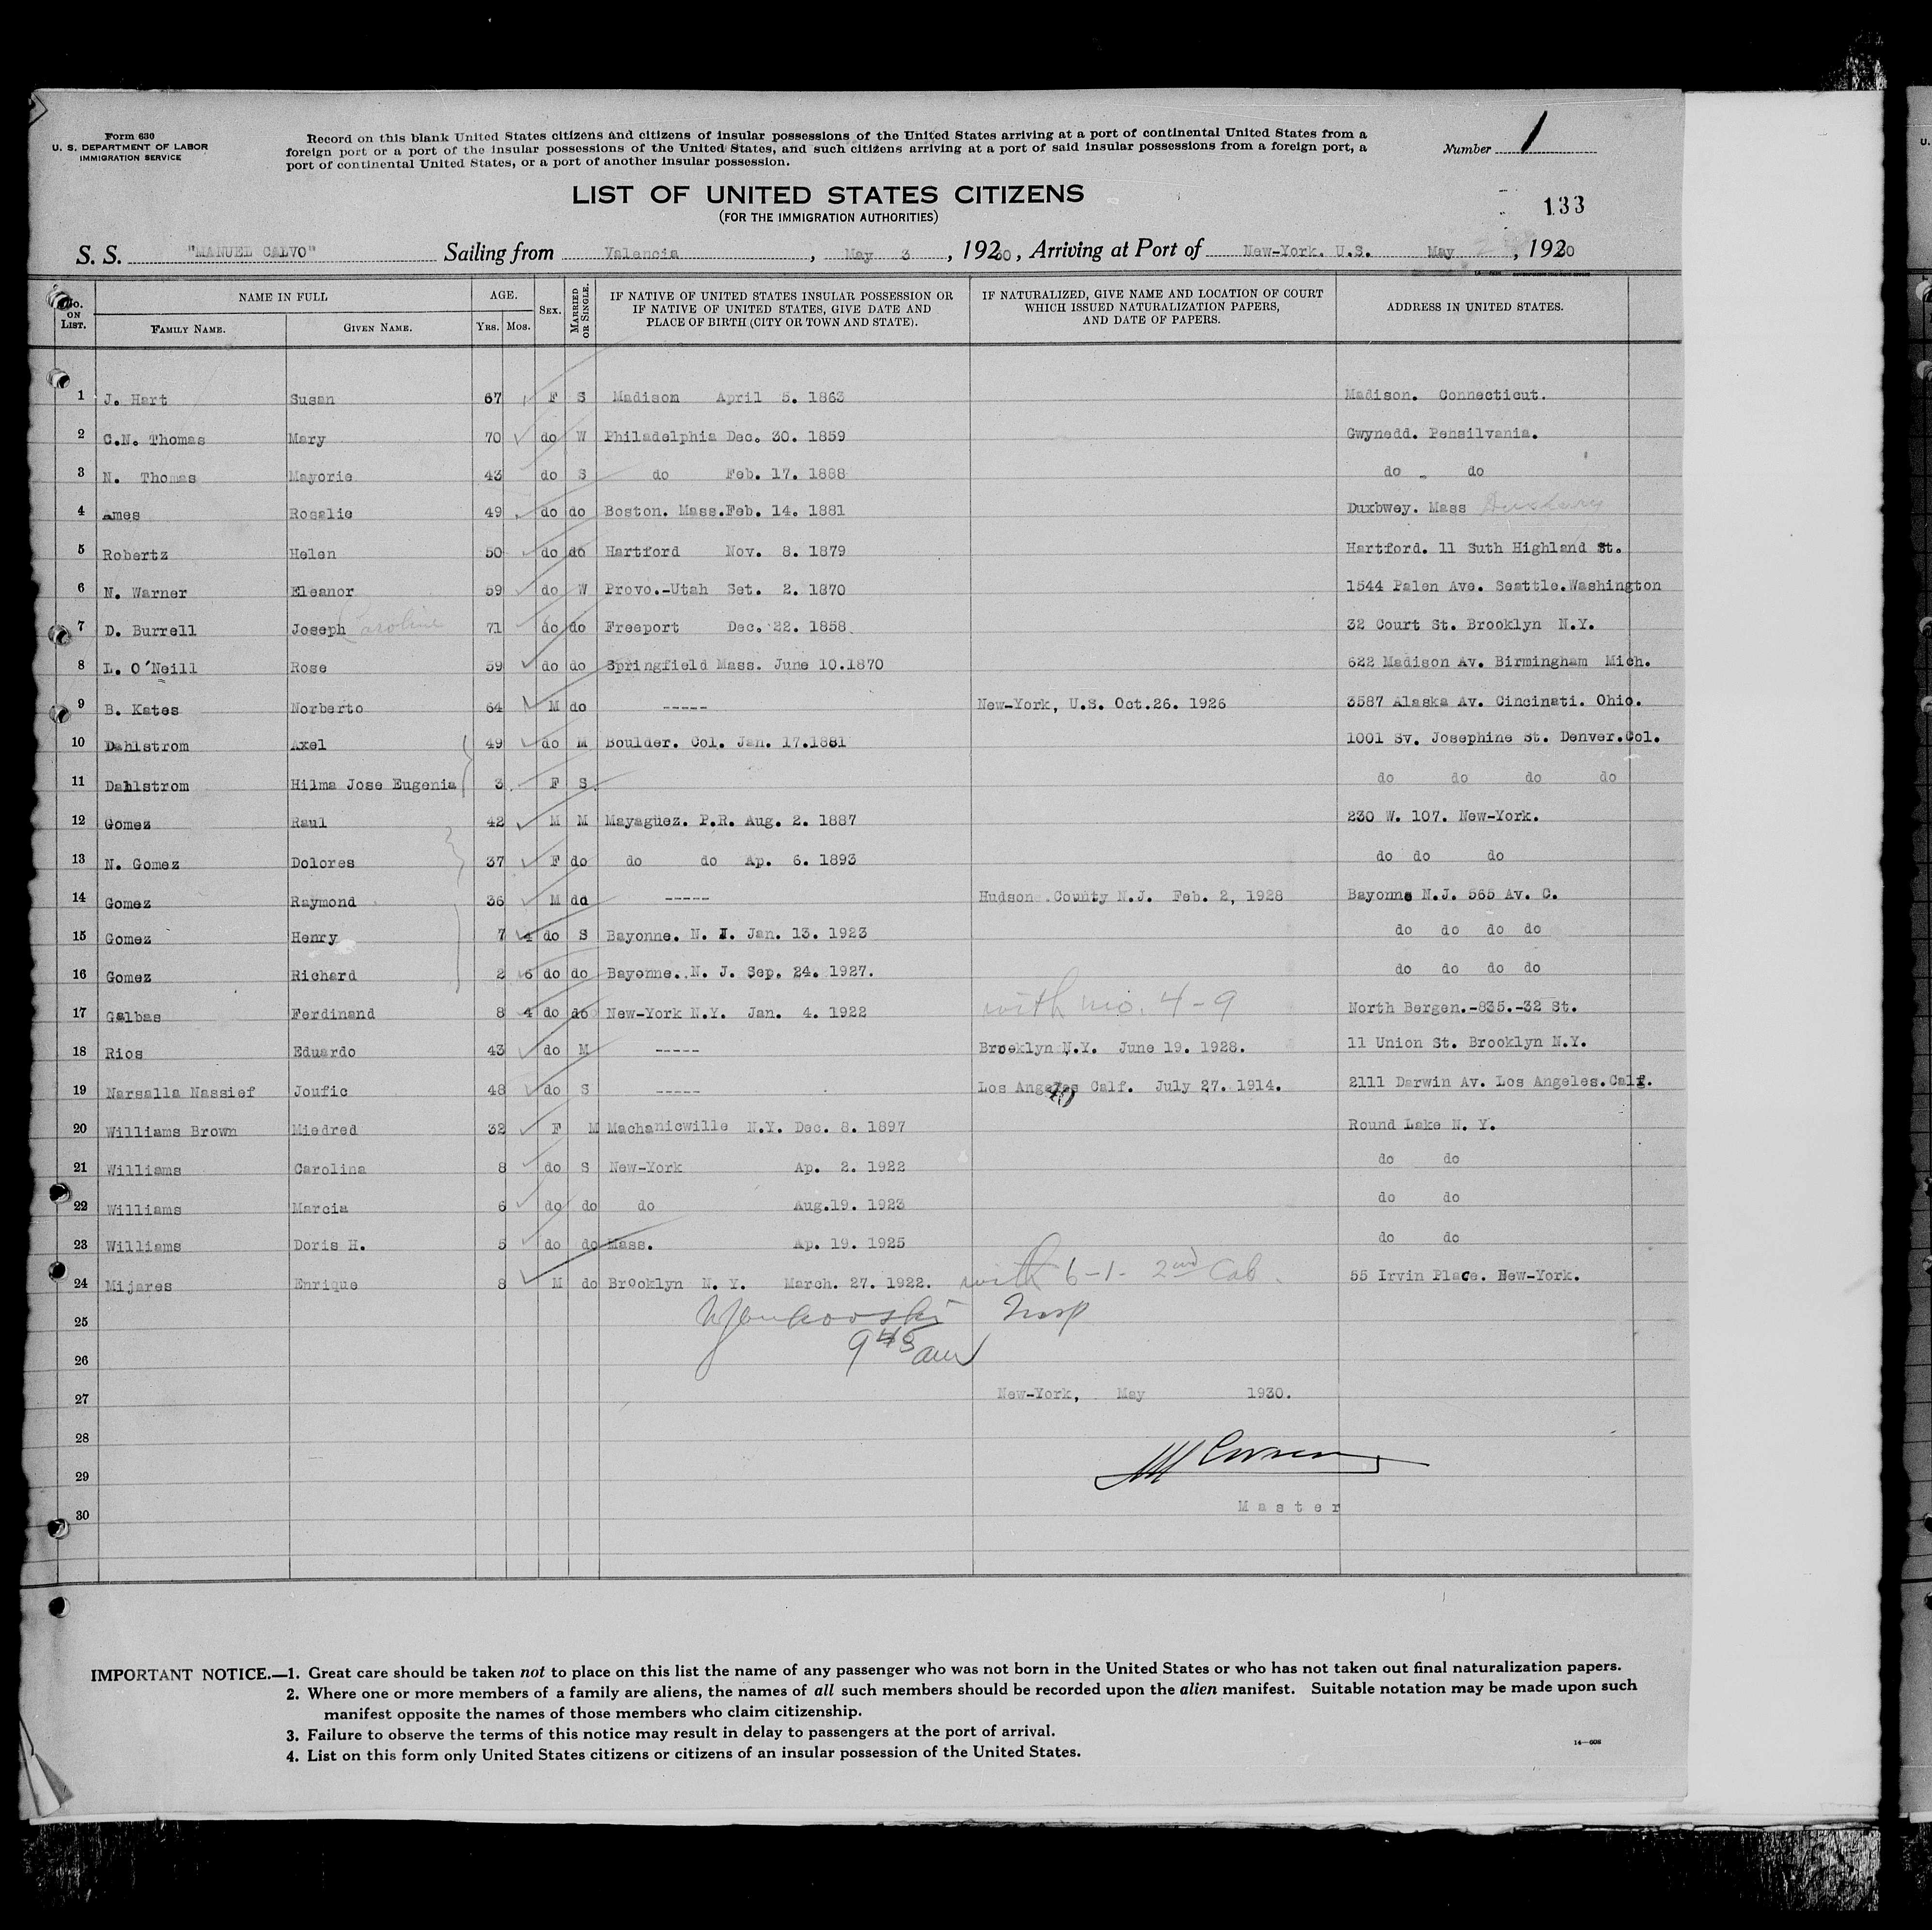 Form 630
U. S. DEPARTMENT OF LABOR
IMMIGRATION SERVICE
Record on this blank United States citizens and citizens of insular possessions of the United States arriving at a port of continental United States from a
foreign port or a port of the insular possessions of the United States, and such citizens arriving at a port of said insular possessions from a foreign port, a
port of continental United States, or a port of another insular possession.
Number 1
LIST OF UNITED STATES CITIZENS
(FOR THE IMMIGRATION AUTHORITIES)
133
S. S. "MANUEL CALVO" Sailing from Valencia, May 3, 1930, Arriving at Port of New-York. U.S. May, 1930
No. ON LIST. NAME IN FULL AGE. SEX. MARRIED OR SINGLE. IF NATIVE OF UNITED STATES INSULAR POSSESSION OR IF NATIVE OF UNITED STATES, GIVE DATE AND PLACE OF BIRTH (CITY OR TOWN AND STATE). IF NATURALIZED, GIVE NAME AND LOCATION OF COURT WHICH ISSUED NATURALIZATION PAPERS, AND DATE OF PAPERS. ADDRESS IN UNITED STATES.
FAMILY NAME. GIVEN NAME. YRS. MOS.
1 J. Hart Susan 67 F S Madison April 5. 1863 Madison. Connecticut.
2 C.N. Thomas Mary 70 do W Philadelphia Dec. 30. 1859 Gwynedd. Pensilvania.
3 N. Thomas Mayorie 43 do S do Feb. 17. 1888 do do
4 Ames Rosalie 49 do do Boston. Mass.Feb. 14. 1881 Duxbwey. Mass Duxbury
5 Robertz Helen 50 do do Hartford Nov. 8. 1879 Hartford. 11 Suth Highland St.
6 N. Warner Eleanor 59 do W Provo.-Utah Set. 2. 1870 1544 Palen Ave. Seattle.Washington
7 D. Burrell Joseph Caroline 71 do do Freeport Dec. 22. 1858 32 Court St. Brooklyn N.Y.
8 L. O'Neill Rose 59 do do Springfield Mass. June 10.1870 622 Madison Av. Birmingham Mich.
9 B. Kates Norberto 64 M do ----- New-York, U.S. Oct.26. 1926 3587 Alaska Av. Cincinati. Ohio.
10 Dahlstrom Axel 49 do M Boulder. Col. Jan. 17.1881 1001 Sv. Josephine St. Denver.Col.
11 Dahlstrom Hilma Jose Eugenia 3 F S do do do do
12 Gomez Raul 42 M M Mayagüez. P.R. Aug. 2. 1887 230 W. 107. New-York.
13 N. Gomez Dolores 37 F do do do Ap. 6. 1893 do do do
14 Gomez Raymond 36 M do ----- Hudson County N.J. Feb. 2, 1928 Bayonne N.J. 565 Av. C.
15 Gomez Henry 7 4 do S Bayonne. N. J. Jan. 13. 1923 do do do do
16 Gomez Richard 2 6 do do Bayonne. N. J. Sep. 24. 1927. do do do do
17 Galbas Ferdinand 8 4 do do New-York N.Y. Jan. 4. 1922 with no. 4-9 North Bergen.-835.-32 St.
18 Rios Eduardo 43 do M ----- Brooklyn N.Y. June 19. 1928. 11 Union St. Brooklyn N.Y.
19 Narsalla Nassief Joufic 48 do S ----- Los Angeles Calf. July 27. 1914. 2111 Darwin Av. Los Angeles.Calf.
20 Williams Brown Miedred 32 F M Machanicwille N.Y. Dec. 8. 1897 Round Lake N. Y.
21 Williams Carolina 8 do S New-York Ap. 2. 1922 do do
22 Williams Marcia 6 do do do Aug.19. 1923 do do
23 Williams Doris H. 5 do do Mass. Ap. 19. 1925 do do
24 Mijares Enrique 8 M do Brooklyn N. Y. March. 27. 1922. with 6-1- 2nd Cab. 55 Irvin Place. New-York.
25 Insp
26 9 45 am
27 New-York, May 1930.
28
29
30 Master
IMPORTANT NOTICE.—1. Great care should be taken not to place on this list the name of any passenger who was not born in the United States or who has not taken out final naturalization papers.
2. Where one or more members of a family are aliens, the names of all such members should be recorded upon the alien manifest. Suitable notation may be made upon such
manifest opposite the names of those members who claim citizenship.
3. Failure to observe the terms of this notice may result in delay to passengers at the port of arrival.
4. List on this form only United States citizens or citizens of an insular possession of the United States.
14—608